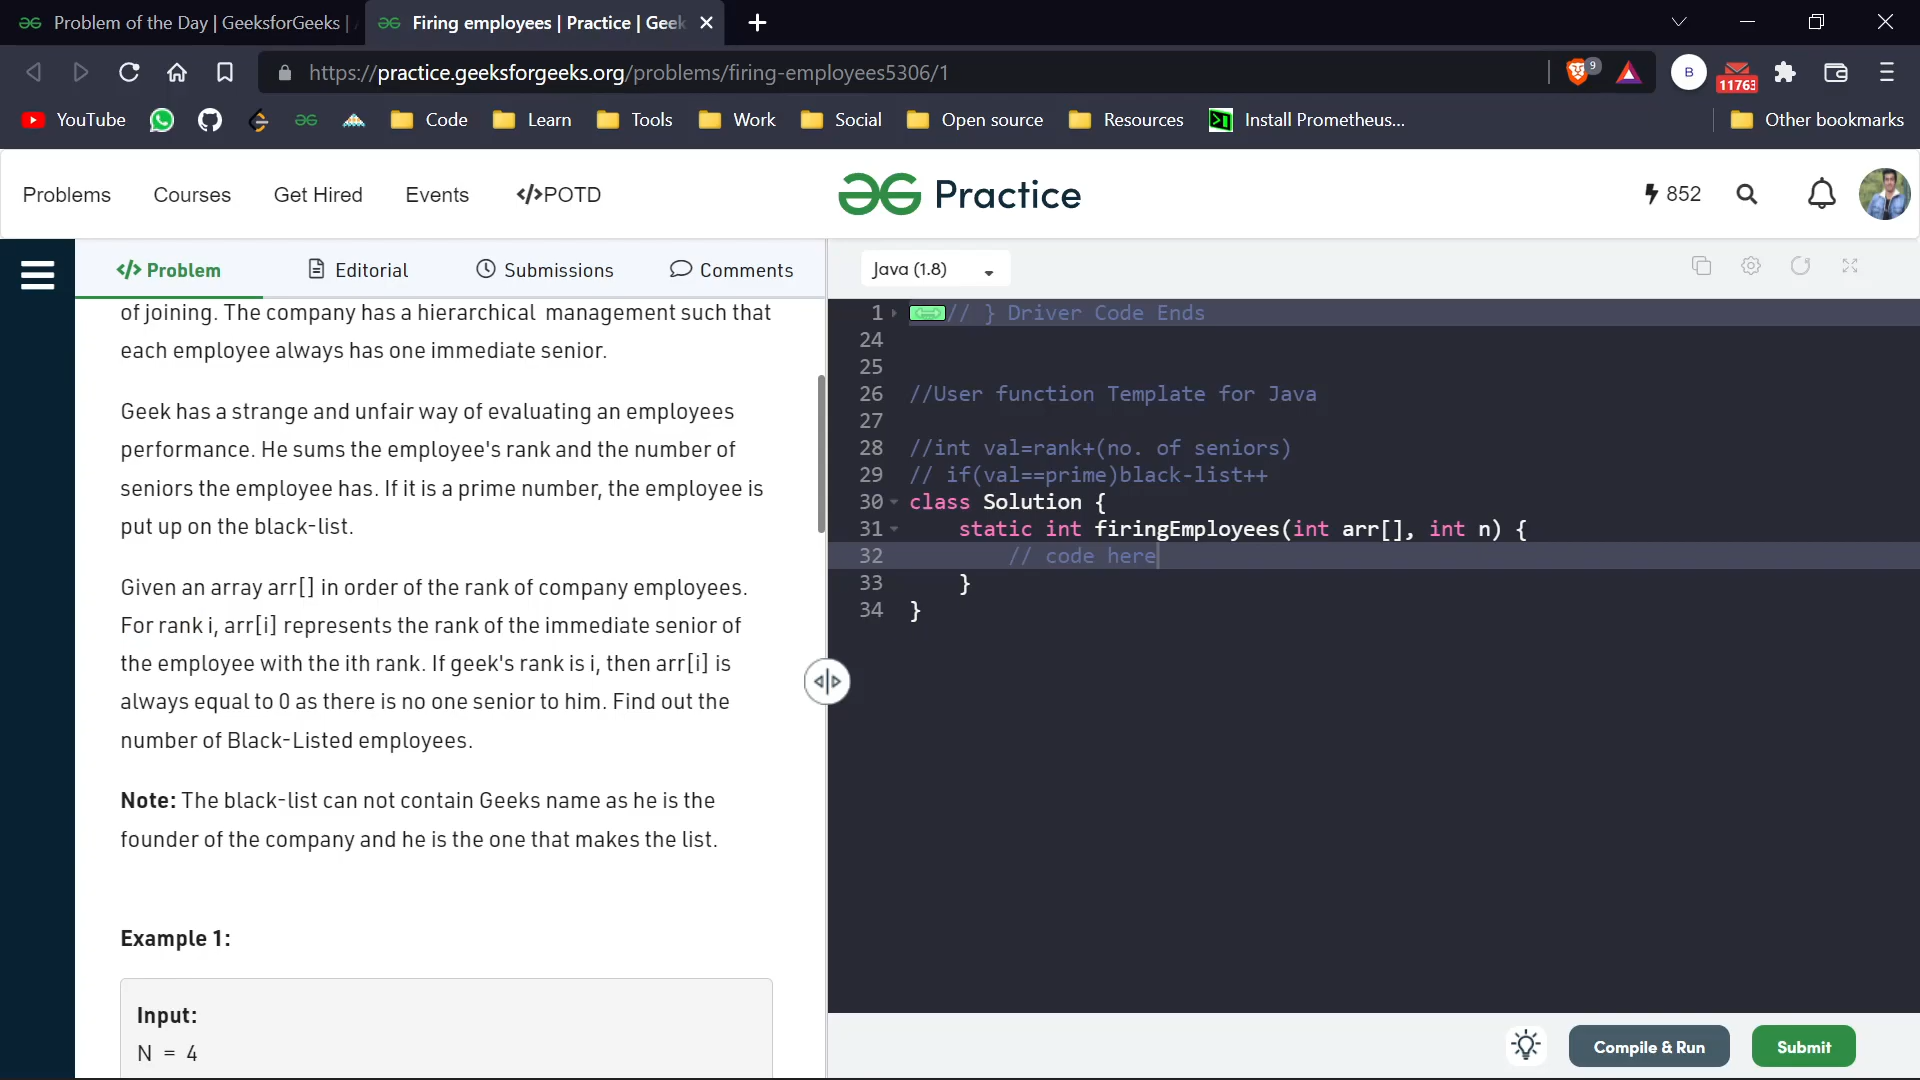 Problem of the Day | GeeksforGeeks |
Firing employees | Practice | Geek
https://practice.geeksforgeeks.org/problems/firing-employees5306/1
9
B
11763
YouTube
Code
Learn
Tools
Work
Social
Open source
Resources
Install Prometheus...
Other bookmarks
Problems
Courses
Get Hired
Events
</>POTD
Practice
852
</> Problem
Editorial
Submissions
Comments
Java (1.8)
of joining. The company has a hierarchical  management such that
each employee always has one immediate senior.
Geek has a strange and unfair way of evaluating an employees
performance. He sums the employee's rank and the number of
seniors the employee has. If it is a prime number, the employee is
put up on the black-list.
Given an array arr[] in order of the rank of company employees.
For rank i, arr[i] represents the rank of the immediate senior of
the employee with the ith rank. If geek's rank is i, then arr[i] is
always equal to 0 as there is no one senior to him. Find out the
number of Black-Listed employees.
Note: The black-list can not contain Geeks name as he is the
founder of the company and he is the one that makes the list.
Example 1:
Input:
N = 4
1 // } Driver Code Ends
24
25
26 //User function Template for Java
27
28 //int val=rank+(no. of seniors)
29 // if(val==prime)black-list++
30 class Solution {
31 static int firingEmployees(int arr[], int n) {
32 // code here
33 }
34 }
Compile & Run
Submit